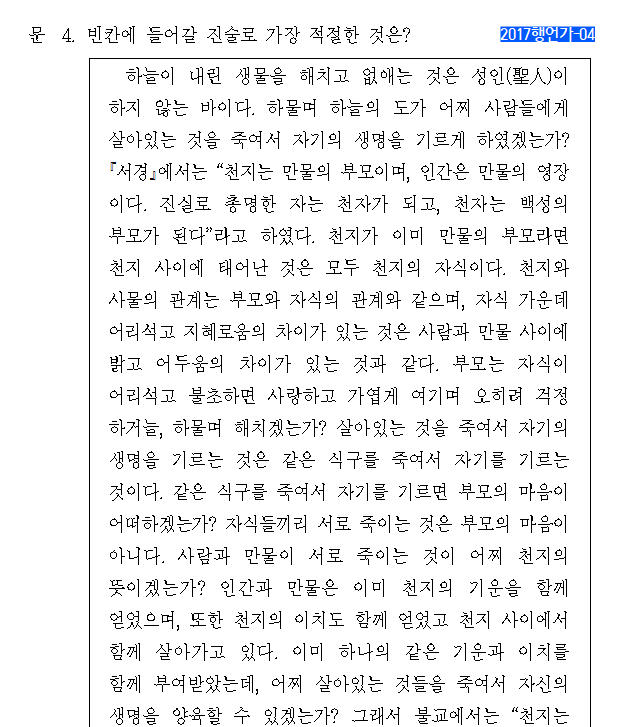 문 4. 빈칸에 들어갈 진술로 가장 적절한 것은? 2017행언가-04
하늘이 내린 생물을 해치고 없애는 것은 성인(聖人)이
하지 않는 바이다. 하물며 하늘의 도가 어찌 사람들에게
살아있는 것을 죽여서 자기의 생명을 기르게 하였겠는가?
『서경』에서는 “천지는 만물의 부모이며, 인간은 만물의 영장
이다. 진실로 총명한 자는 천자가 되고, 천자는 백성의
부모가 된다”라고 하였다. 천지가 이미 만물의 부모라면
천지 사이에 태어난 것은 모두 천지의 자식이다. 천지와
사물의 관계는 부모와 자식의 관계와 같으며, 자식 가운데
어리석고 지혜로움의 차이가 있는 것은 사람과 만물 사이에
밝고 어두움의 차이가 있는 것과 같다. 부모는 자식이
어리석고 불초하면 사랑하고 가엽게 여기며 오히려 걱정
하거늘, 하물며 해치겠는가? 살아있는 것을 죽여서 자기의
생명을 기르는 것은 같은 식구를 죽여서 자기를 기르는
것이다. 같은 식구를 죽여서 자기를 기르면 부모의 마음이
어떠하겠는가? 자식들끼리 서로 죽이는 것은 부모의 마음이
아니다. 사람과 만물이 서로 죽이는 것이 어찌 천지의
뜻이겠는가? 인간과 만물은 이미 천지의 기운을 함께
얻었으며, 또한 천지의 이치도 함께 얻었고 천지 사이에서
함께 살아가고 있다. 이미 하나의 같은 기운과 이치를
함께 부여받았는데, 어찌 살아있는 것들을 죽여서 자신의
생명을 양육할 수 있겠는가? 그래서 불교에서는 “천지는